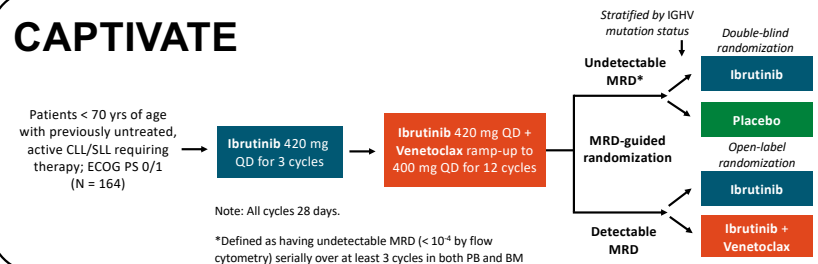 CAPTIVATE
Patients < 70 yrs of age
with previously untreated,
active CLL/SLL requiring
therapy; ECOG PS 0/1
(N = 164)
Ibrutinib 420 mg
QD for 3 cycles
Ibrutinib 420 mg QD +
Venetoclax ramp-up to
400 mg QD for 12 cycles
Stratified by IGHV
mutation status
Undetectable
MRD*
MRD-guided
randomization
Detectable
MRD
Double-blind
randomization
Ibrutinib
Placebo
Open-label
randomization
Ibrutinib
Ibrutinib +
Venetoclax
Note: All cycles 28 days.
*Defined as having undetectable MRD (< 10-4 by flow
cytometry) serially over at least 3 cycles in both PB and BM